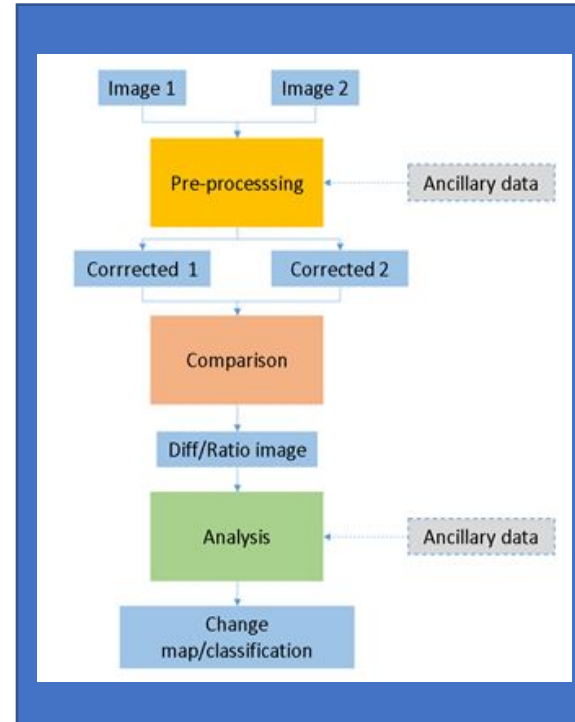 Image 1
Image 2
Pre-processsing
Ancillary data
Corrrected 1
Corrected 2
Comparison
Diff/Ratio image
Analysis
Ancillary data
Change
map/classification